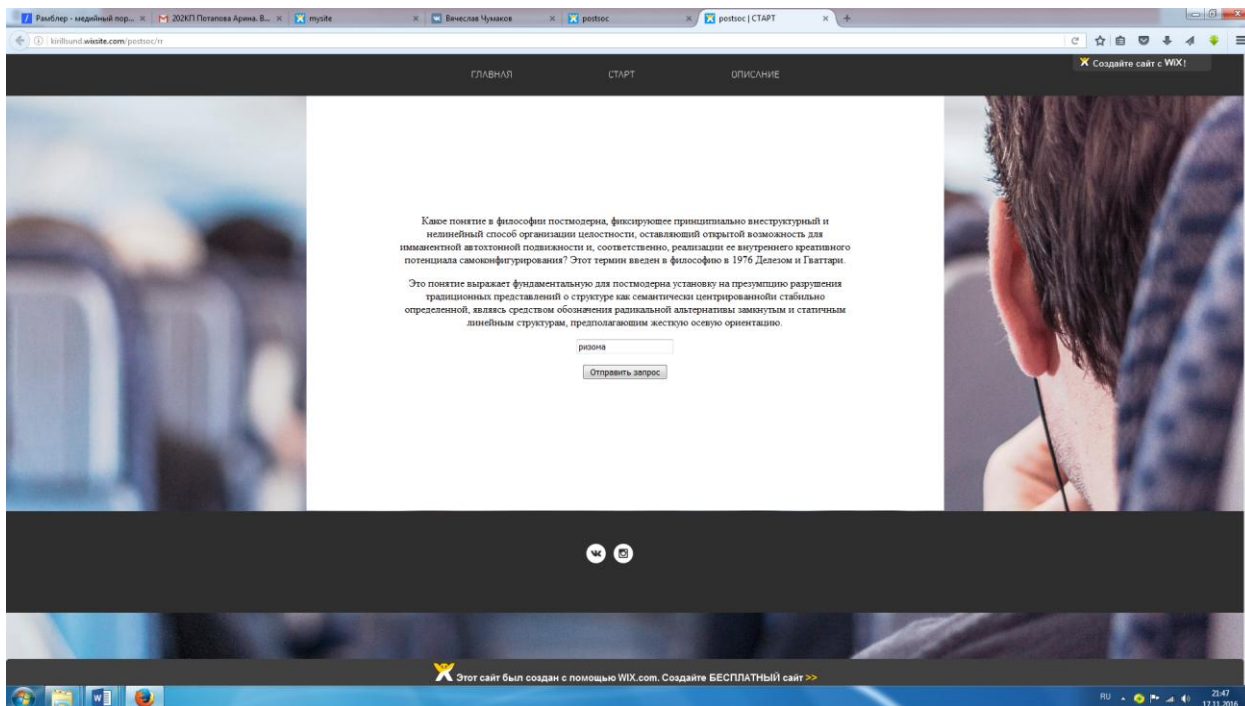 Рамблер - медийный пор...
202КП Потапова Арина. В...
mysite
Вячеслав Чумаков
postsoc
postsoc | СТАРТ
kirillsund.wixsite.com/postsoc/rr
ГЛАВНАЯ
СТАРТ
ОПИСАНИЕ
Создайте сайт с WiX!
Какое понятие в философии постмодерна, фиксирующее принципиально внеструктурный и
нелинейный способ организации целостности, оставляющий открытой возможность для
имманентной автохтонной подвижности и, соответственно, реализации ее внутреннего креативного
потенциала самоконфигурирования? Этот термин введен в философию в 1976 Делезом и Гваттари.
Это понятие выражает фундаментальную для постмодерна установку на презумпцию разрушения
традиционных представлений о структуре как семантически центрированнойи стабильно
определенной, являясь средством обозначения радикальной альтернативы замкнутым и статичным
линейным структурам, предполагающим жесткую осевую ориентацию.
ризома
Отправить запрос
Этот сайт был создан с помощью WIX.com. Создайте БЕСПЛАТНЫЙ сайт >>
RU
21:47
17.11.2016